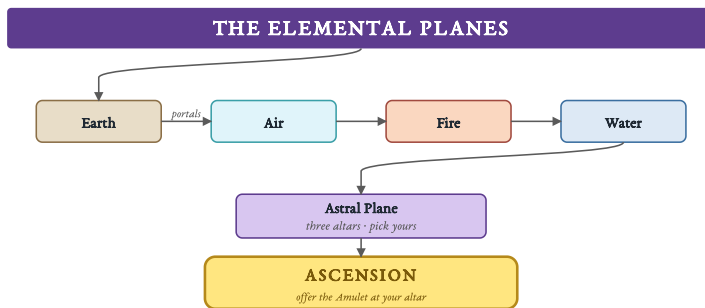 THE ELEMENTAL PLANES
Earth
portals
Air
Fire
Water
Astral Plane
three altars · pick yours
ASCENSION
offer the Amulet at your altar